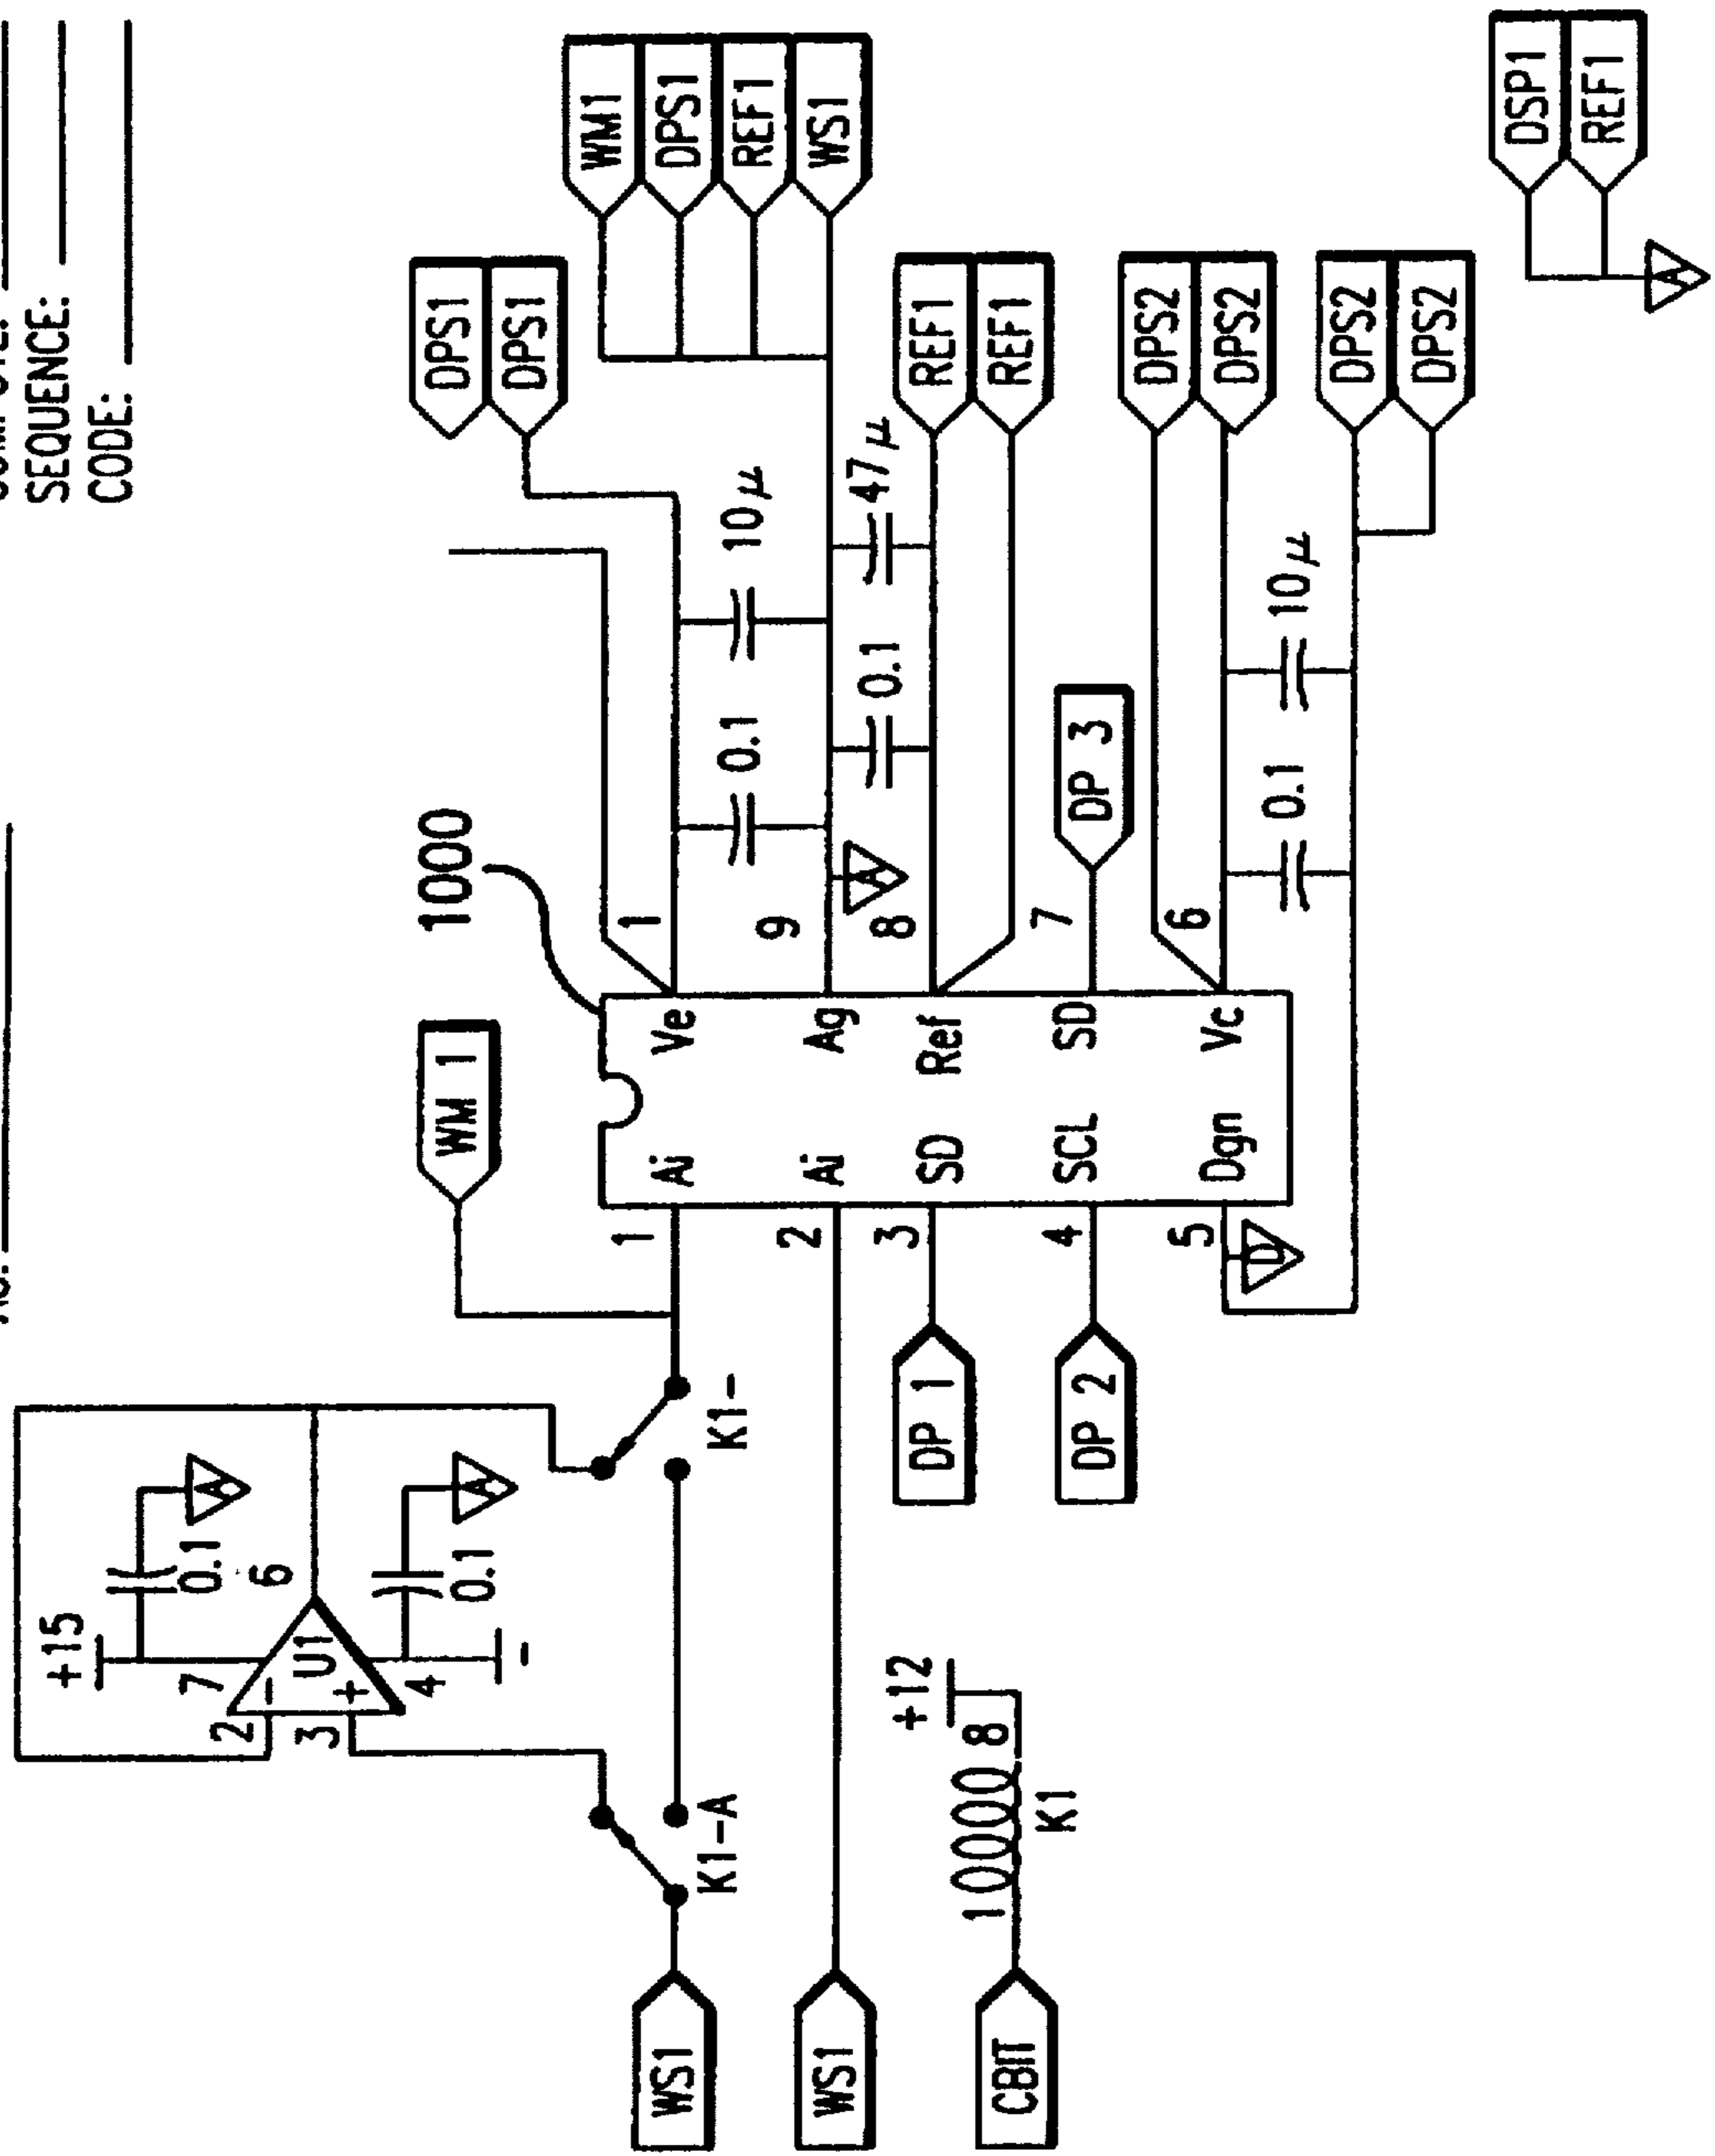 SEQUENCE:
CODE:
+15
7
0.1
6
2
3
-
+
U1
4
0.1
-
WM 1
1000
DPS1
DPS1
WM1
DPS1
REF1
WS1
WS1
K1-A
K1-
1
Ai
Ve
1
0.1
10μ
WS1
2
Ai
Ag
9
A
0.1
47μ
DP 1
3
SD
Ref
8
REF1
REF1
CBIT
1
8
+12
K1
DP 2
4
SCL
SD
7
DP 3
5
Dgn
Vc
6
DPS2
DPS2
D
0.1
10μ
DPS2
DPS2
A
A
DSP1
REF1
A